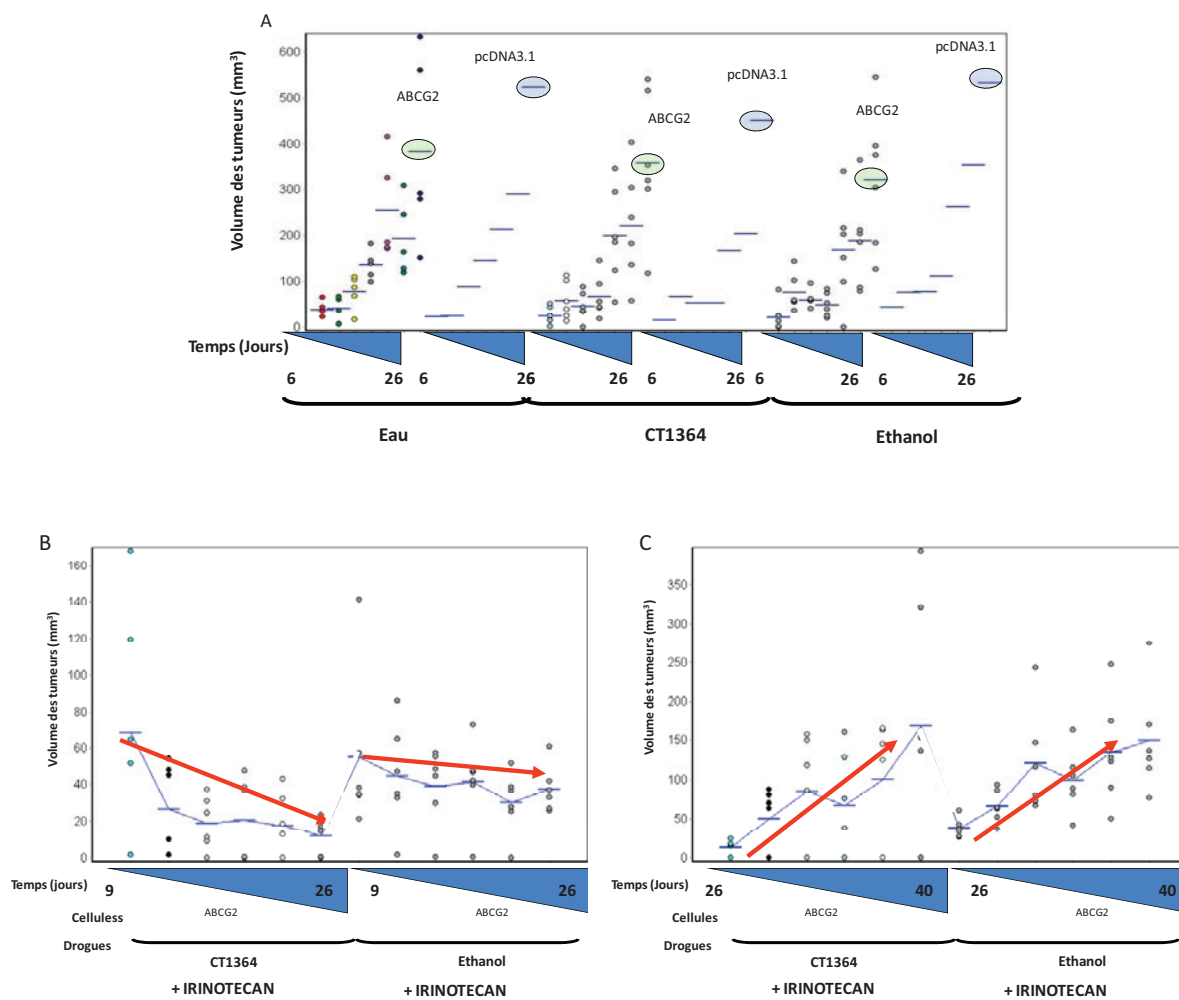 A
Volume des tumeurs (mm³)
600
500
400
300
200
100
0
ABCG2
pcDNA3.1
ABCG2
pcDNA3.1
ABCG2
pcDNA3.1
Temps (Jours)
6 26 6 26 6 26 6 26 6 26 6 26
Eau CT1364 Ethanol
B
Volume des tumeurs (mm³)
160
140
120
100
80
60
40
20
0
Temps (jours) 9 26 9 26
Celluless ABCG2 ABCG2
Drogues
CT1364 Ethanol
+ IRINOTECAN + IRINOTECAN
C
Volume des tumeurs (mm³)
350
300
250
200
150
100
50
0
Temps (Jours) 26 40 26 40
Cellules ABCG2 ABCG2
Drogues
CT1364 Ethanol
+ IRINOTECAN + IRINOTECAN